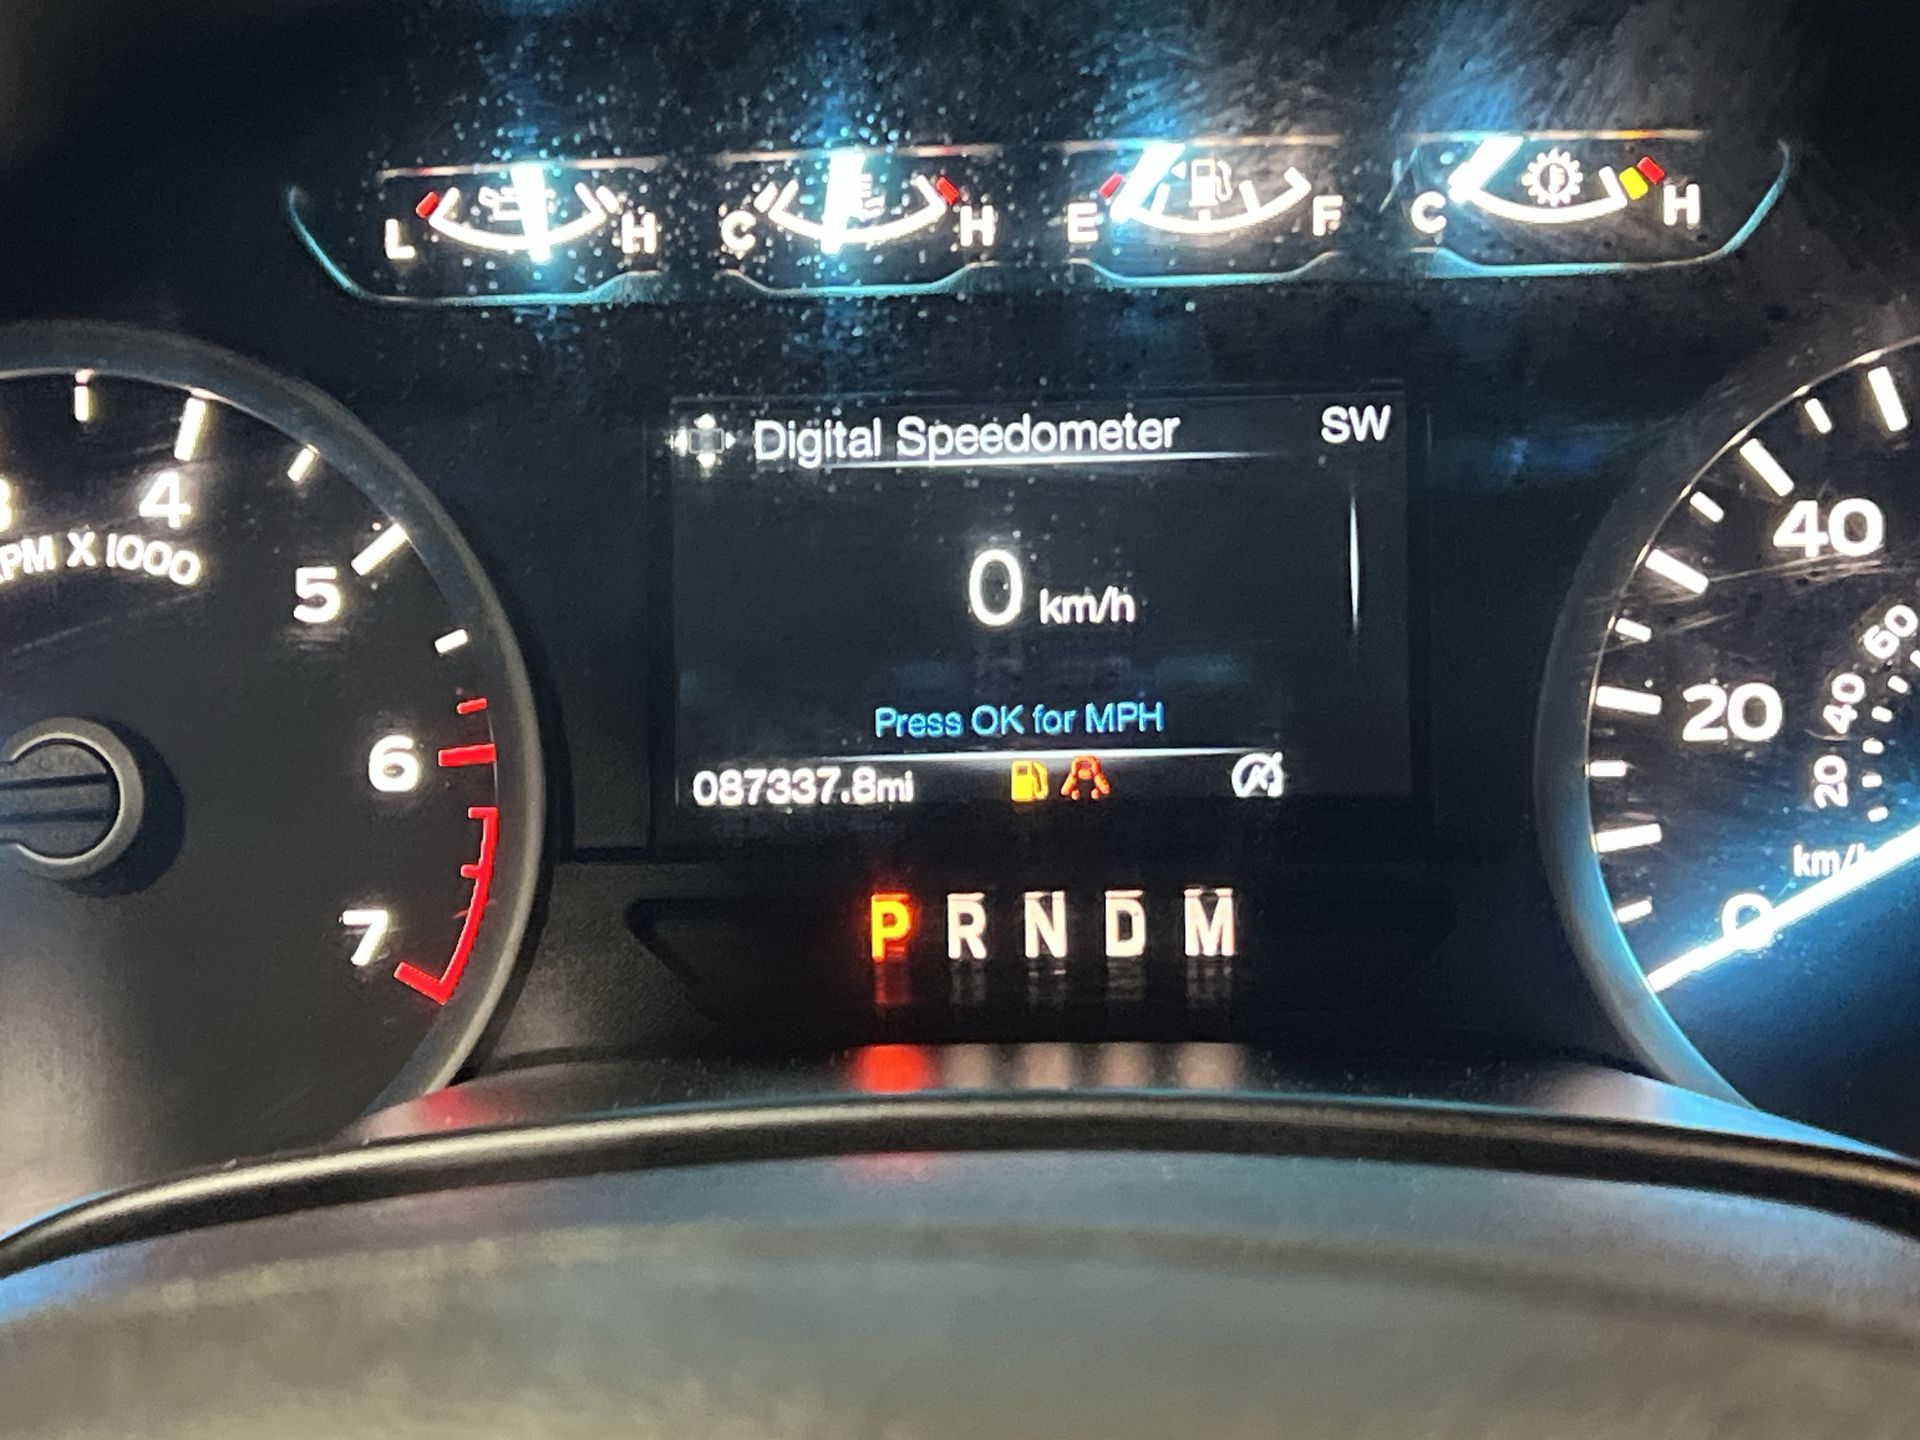 L H C H E F C H
Digital Speedometer SW
0 km/h
Press OK for MPH
087337.8mi
P R N D M
4
RPM X 1000
5
6
7
40
20
0
60
40
20
km/h